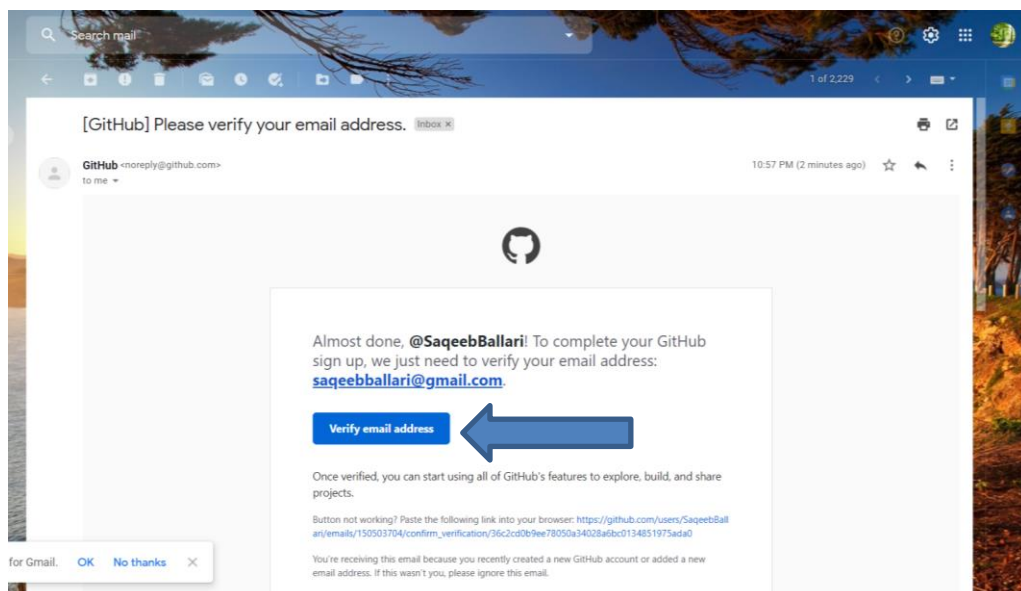 Search mail
1 of 2,229
[GitHub] Please verify your email address. Inbox ×
GitHub <noreply@github.com> 10:57 PM (2 minutes ago)
to me
Almost done, @SaqeebBallari! To complete your GitHub
sign up, we just need to verify your email address:
saqeebballari@gmail.com.
Verify email address
Once verified, you can start using all of GitHub's features to explore, build, and share
projects.
Button not working? Paste the following link into your browser: https://github.com/users/SaqeebBall
ari/emails/150503704/confirm_verification/36c2cd0b9ee78050a34028a6bc0134851975ada0
You're receiving this email because you recently created a new GitHub account or added a new
email address. If this wasn't you, please ignore this email.
for Gmail. OK No thanks ×